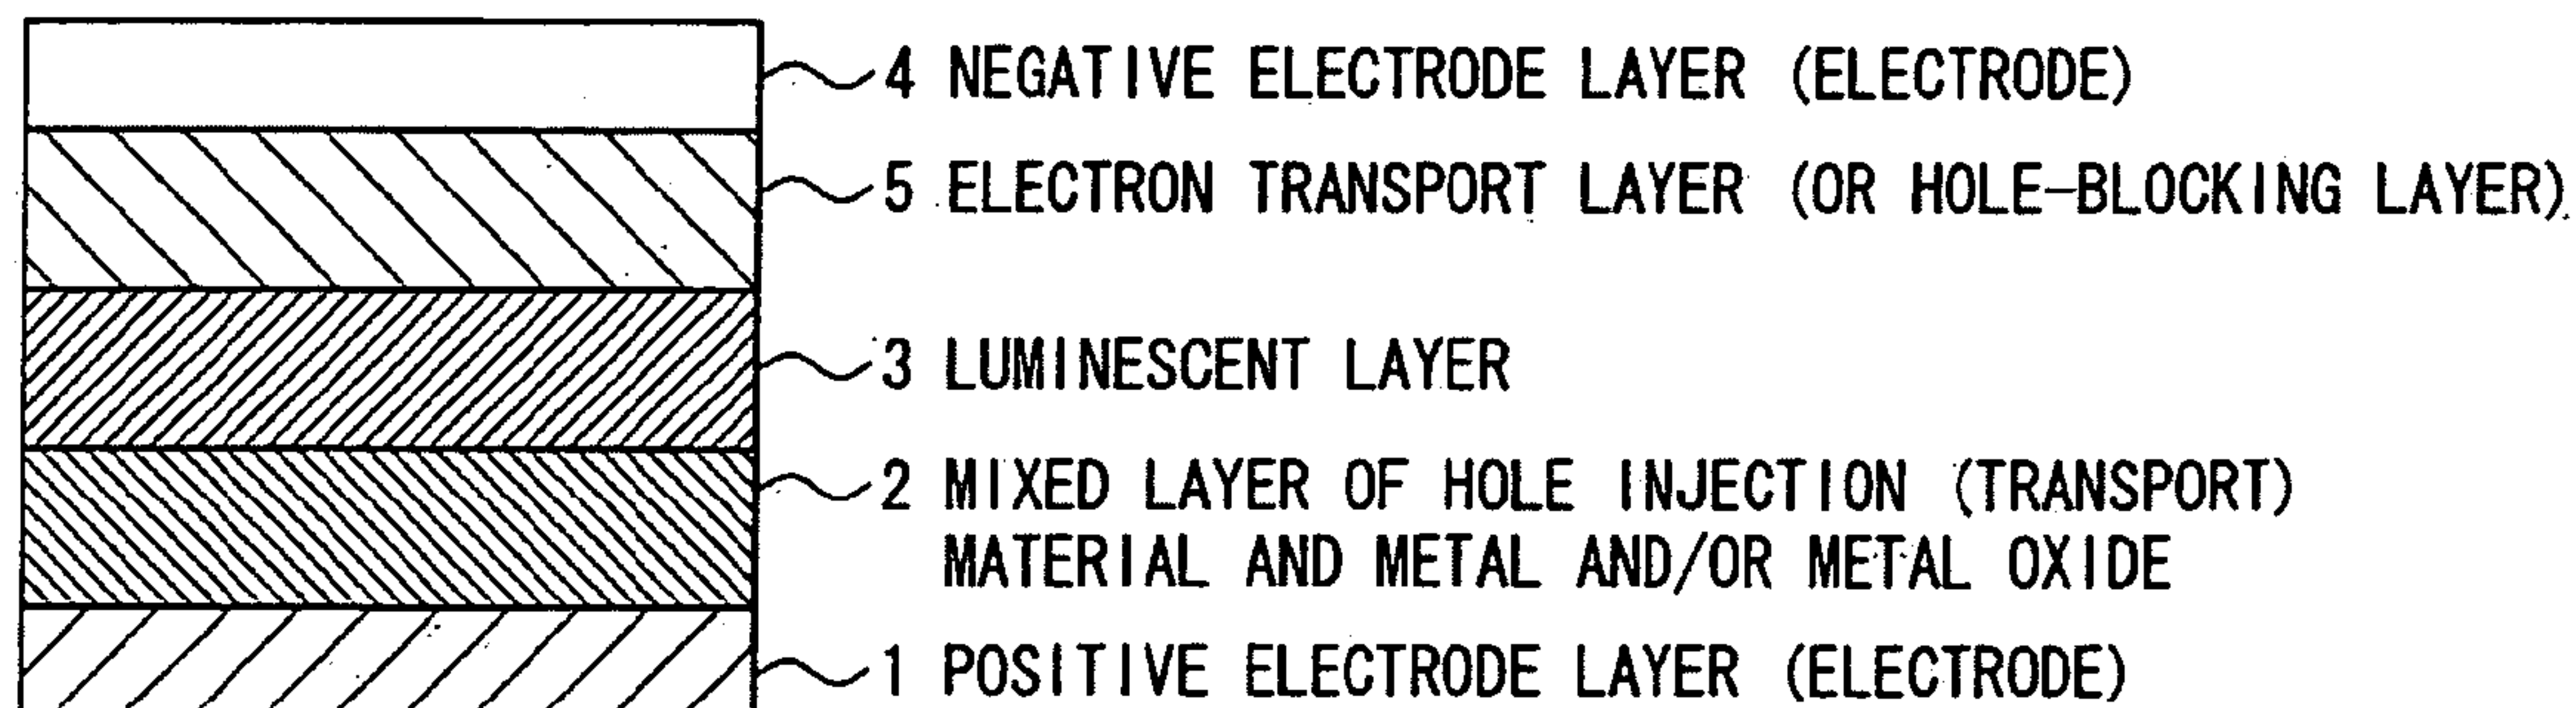 4 NEGATIVE ELECTRODE LAYER (ELECTRODE)
5 ELECTRON TRANSPORT LAYER (OR HOLE-BLOCKING LAYER)
3 LUMINESCENT LAYER
2 MIXED LAYER OF HOLE INJECTION (TRANSPORT)
MATERIAL AND METAL AND/OR METAL OXIDE
1 POSITIVE ELECTRODE LAYER (ELECTRODE)